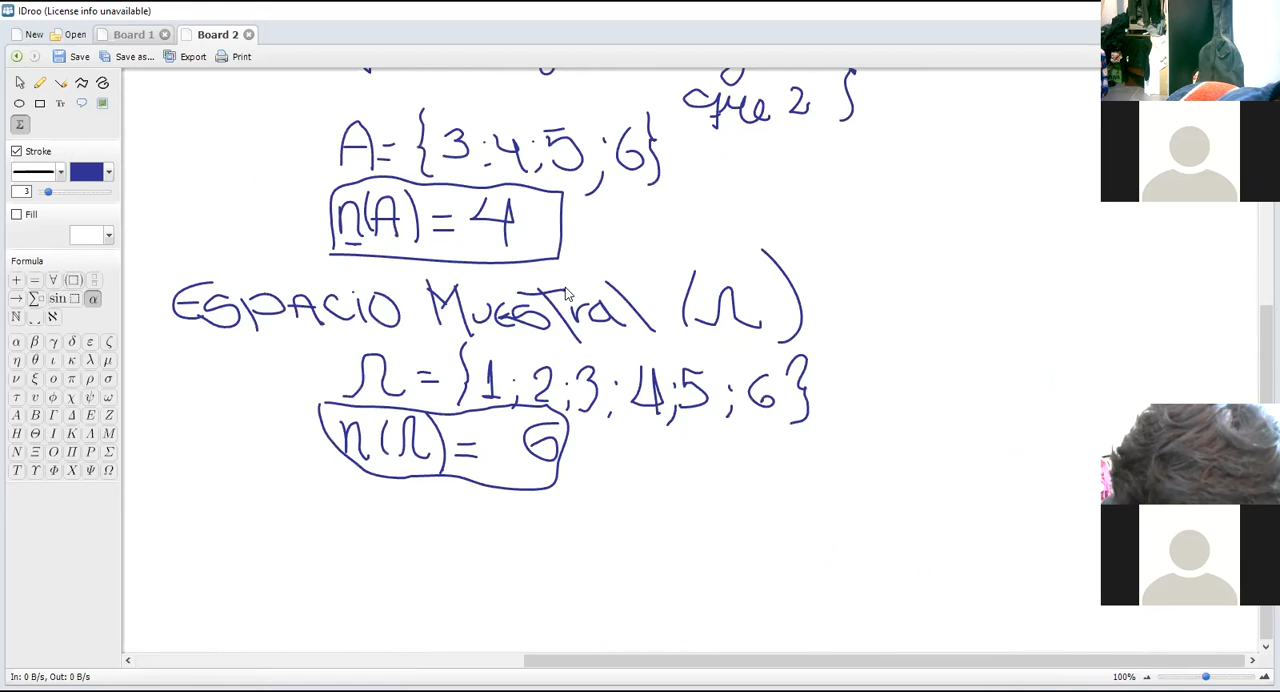 IDroo (License info unavailable)
New Open Board 1 Board 2
Save Save as... Export Print
que 2 }
A = {3;4;5;6}
n(A) = 4
Stroke
3
Fill
Formula
+ = ∀ (□)
→ Σ sin □ α
ℕ ℵ
α β γ δ ε ζ
η θ ι κ λ μ
ν ξ ο π ρ σ
τ υ φ χ ψ ω
Α Β Γ Δ Ε Ζ
Η Θ Ι Κ Λ Μ
Ν Ξ Ο Π Ρ Σ
Τ Υ Φ Χ Ψ Ω
ESPACIO MUESTral (Ω)
Ω = {1;2;3;4;5;6}
n(Ω) = 6
In: 0 B/s, Out: 0 B/s 100%